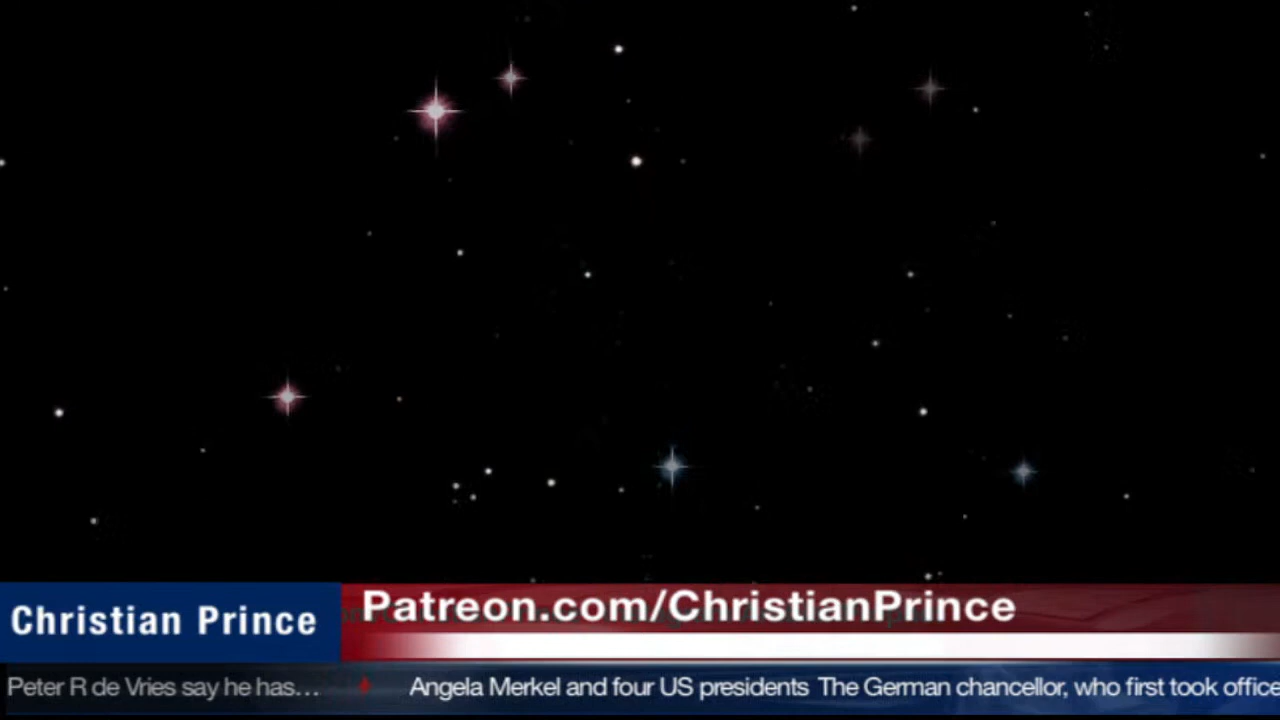 Christian Prince
Patreon.com/ChristianPrince
Peter R de Vries say he has... Angela Merkel and four US presidents The German chancellor, who first took office